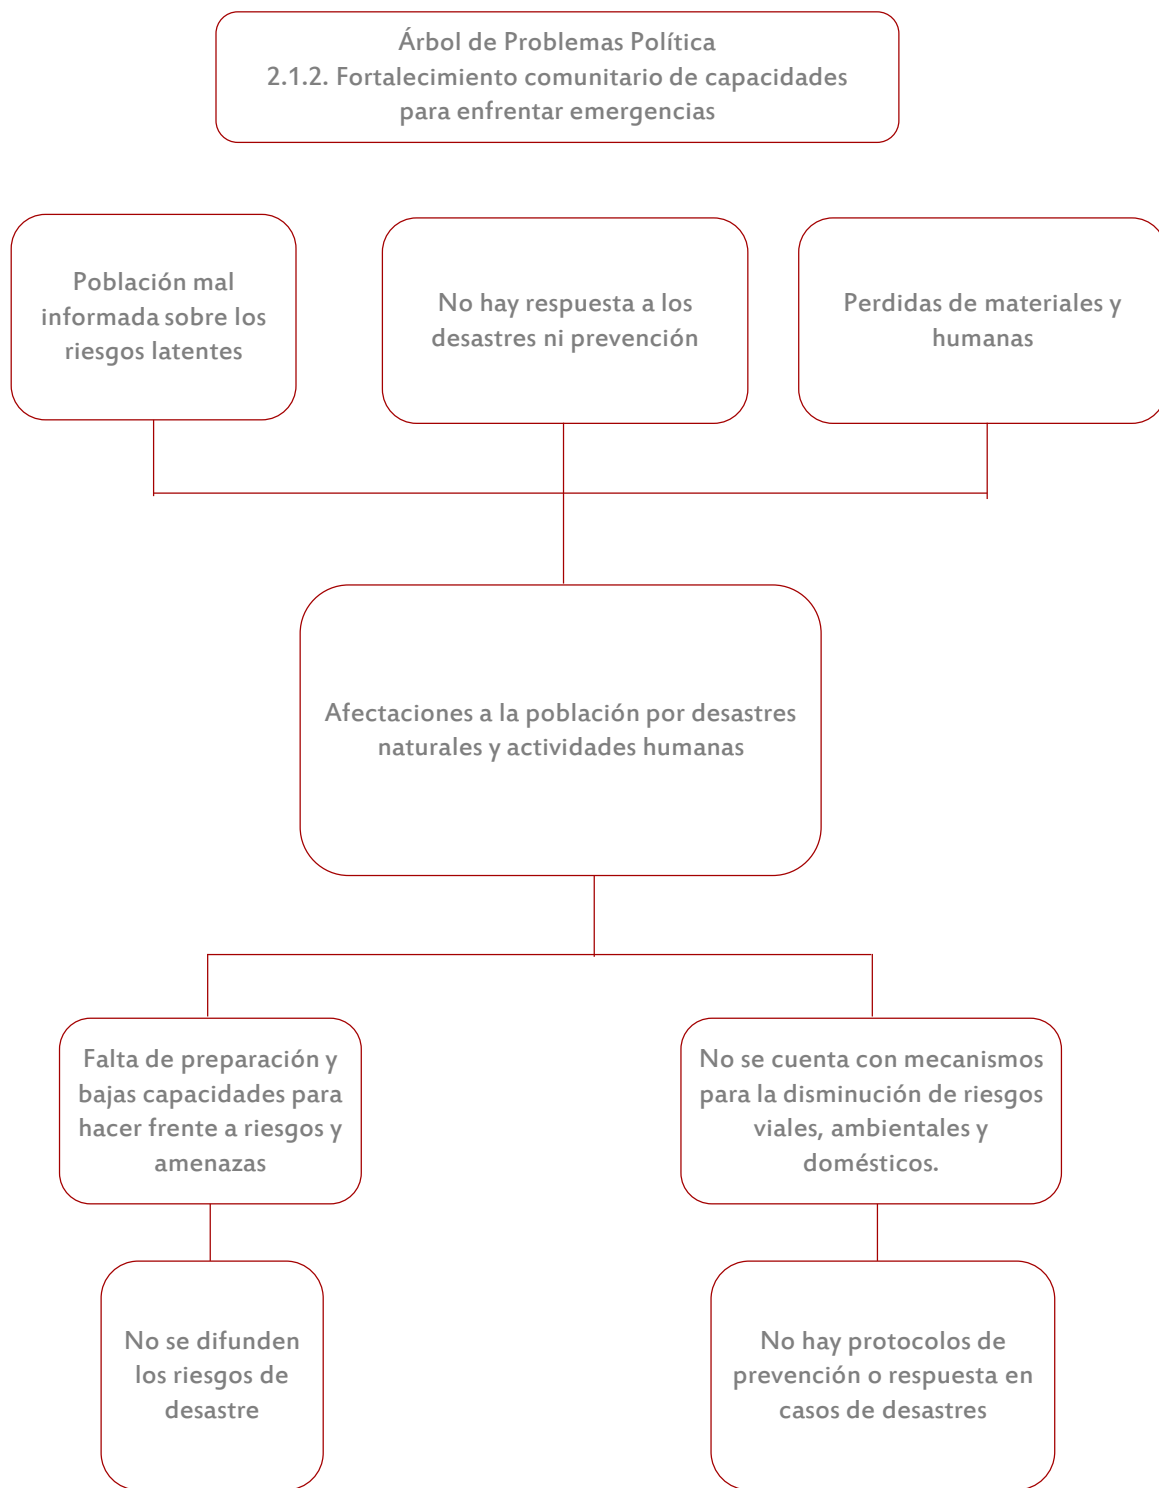 Árbol de Problemas Política
2.1.2. Fortalecimiento comunitario de capacidades
para enfrentar emergencias
Población mal
informada sobre los
riesgos latentes
No hay respuesta a los
desastres ni prevención
Perdidas de materiales y
humanas
Afectaciones a la población por desastres
naturales y actividades humanas
Falta de preparación y
bajas capacidades para
hacer frente a riesgos y
amenazas
No se cuenta con mecanismos
para la disminución de riesgos
viales, ambientales y
domésticos.
No se difunden
los riesgos de
desastre
No hay protocolos de
prevención o respuesta en
casos de desastres